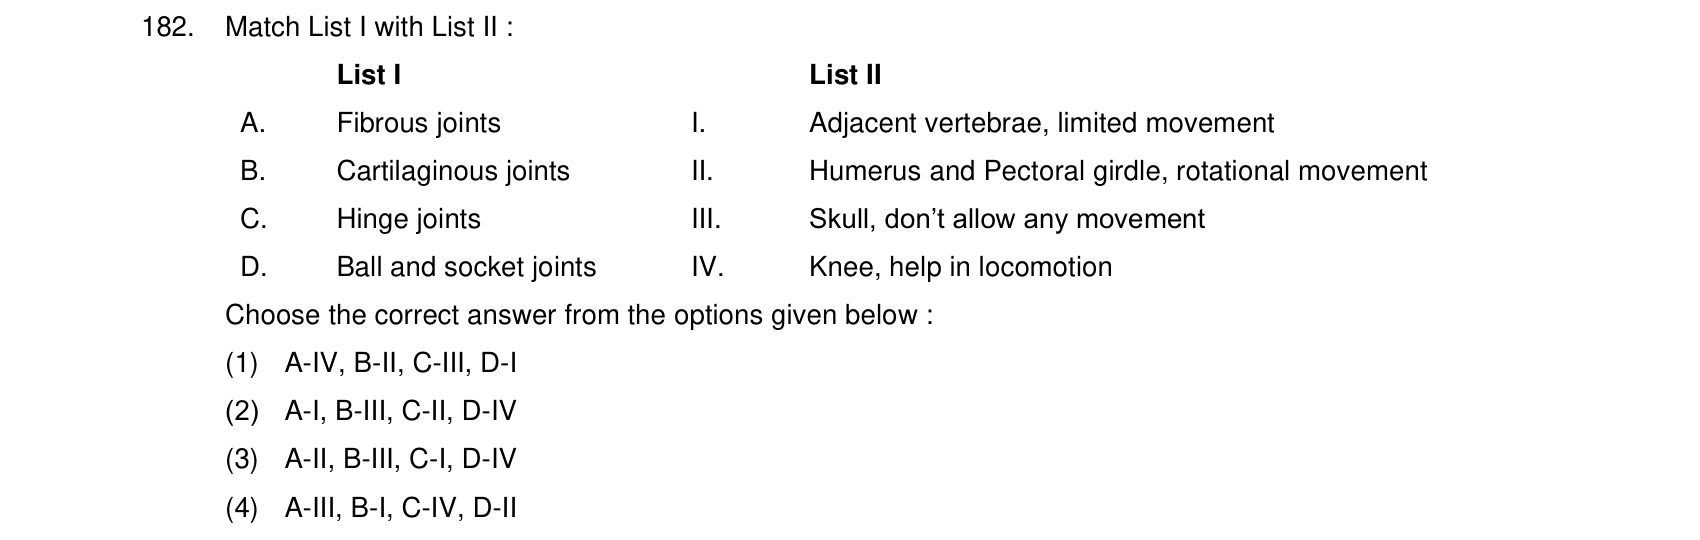 182. Match List I with List II :
List I List II
A. Fibrous joints I. Adjacent vertebrae, limited movement
B. Cartilaginous joints II. Humerus and Pectoral girdle, rotational movement
C. Hinge joints III. Skull, don’t allow any movement
D. Ball and socket joints IV. Knee, help in locomotion
Choose the correct answer from the options given below :
(1) A-IV, B-II, C-III, D-I
(2) A-I, B-III, C-II, D-IV
(3) A-II, B-III, C-I, D-IV
(4) A-III, B-I, C-IV, D-II